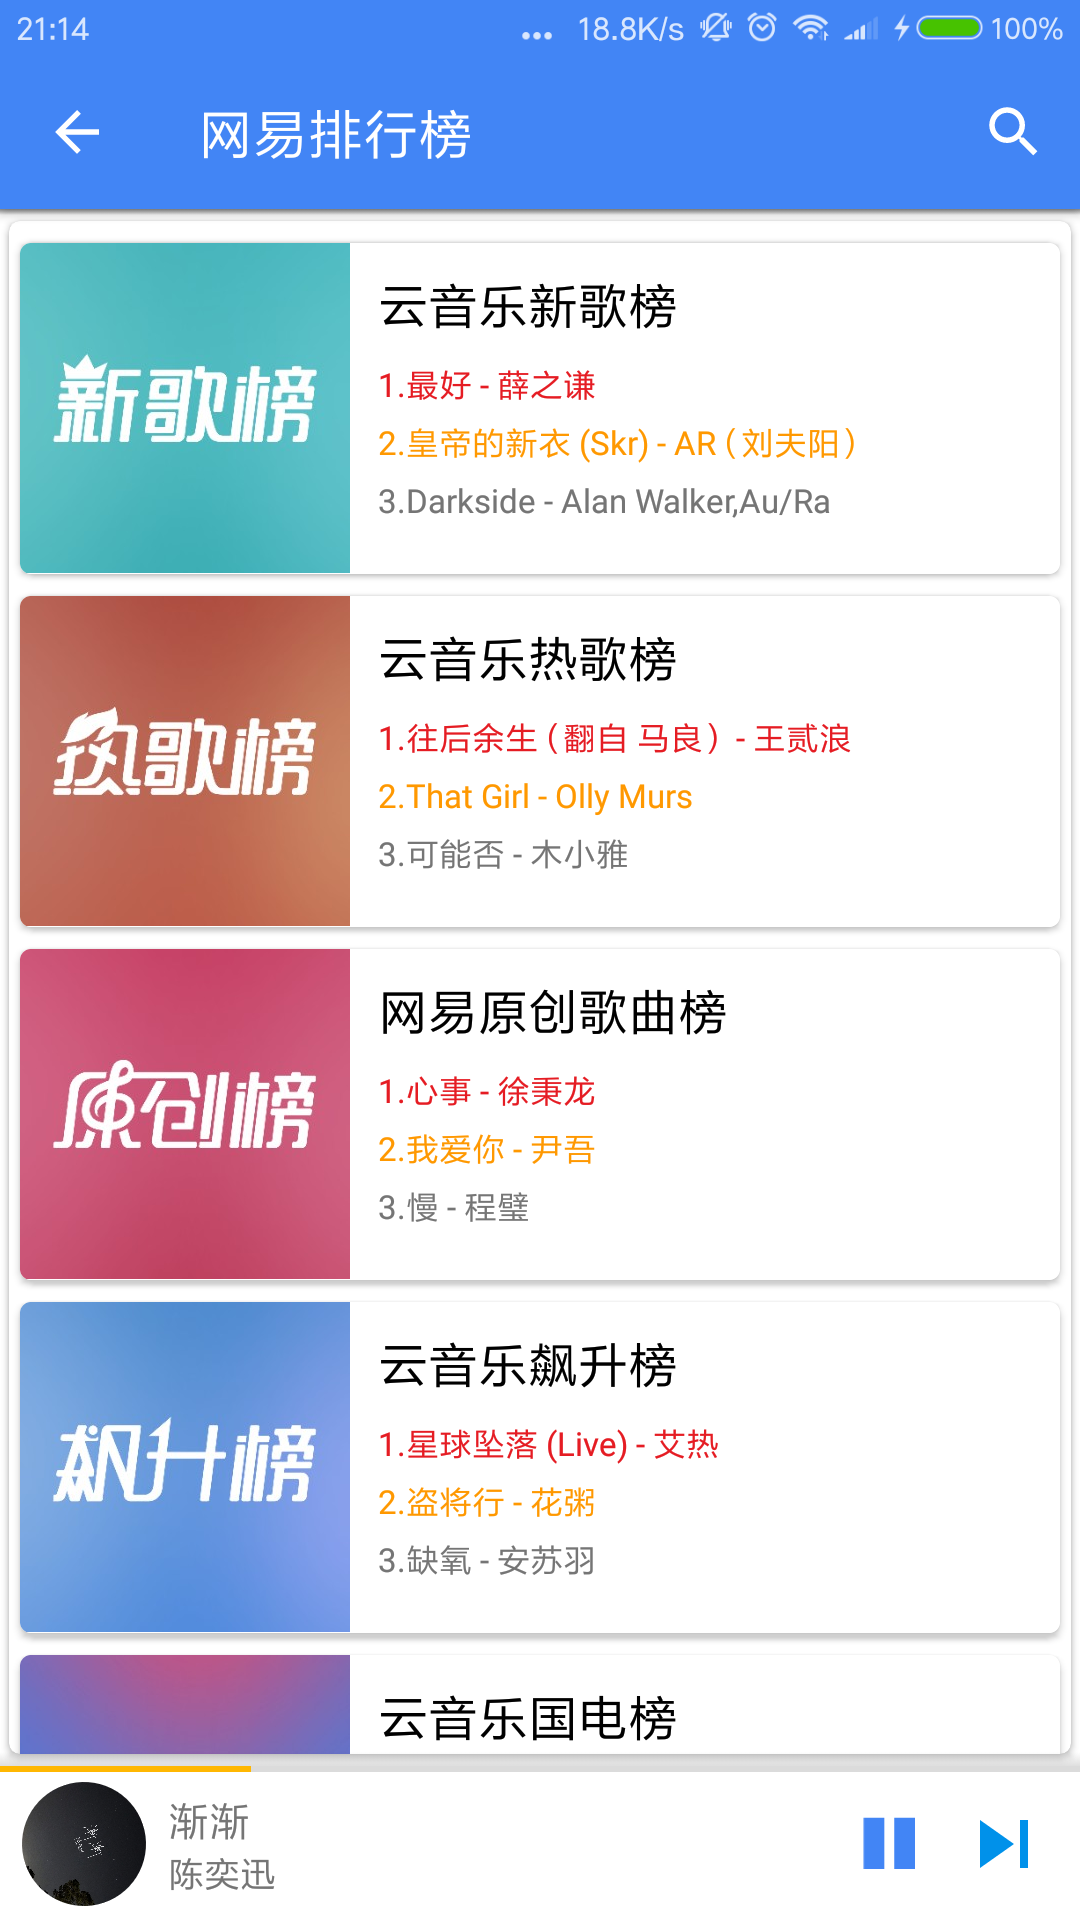 21:14 ... 18.8K/s 100%
网易排行榜
新歌榜
云音乐新歌榜
1.最好 - 薛之谦
2.皇帝的新衣 (Skr) - AR（刘夫阳）
3.Darkside - Alan Walker,Au/Ra
热歌榜
云音乐热歌榜
1.往后余生（翻自 马良）- 王贰浪
2.That Girl - Olly Murs
3.可能否 - 木小雅
原创榜
网易原创歌曲榜
1.心事 - 徐秉龙
2.我爱你 - 尹吾
3.慢 - 程璧
飙升榜
云音乐飙升榜
1.星球坠落 (Live) - 艾热
2.盗将行 - 花粥
3.缺氧 - 安苏羽
云音乐国电榜
渐渐
陈奕迅